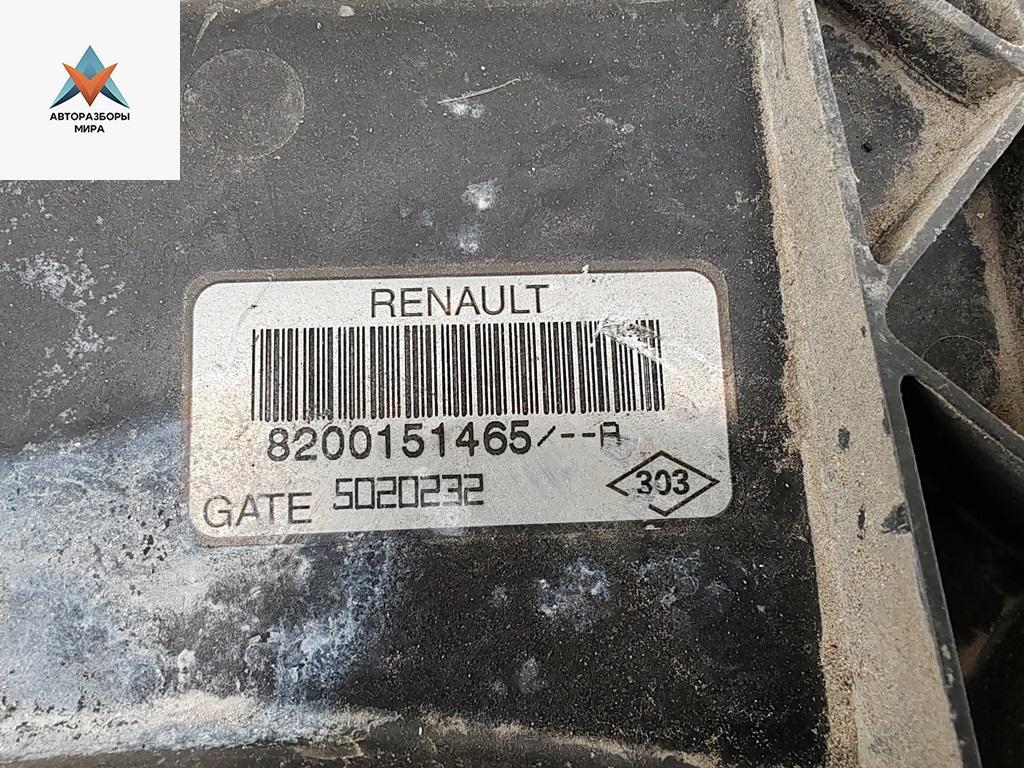 АВТОРАЗБОРЫ
МИРА
RENAULT
8200151465/--A
GATE 5020232
303